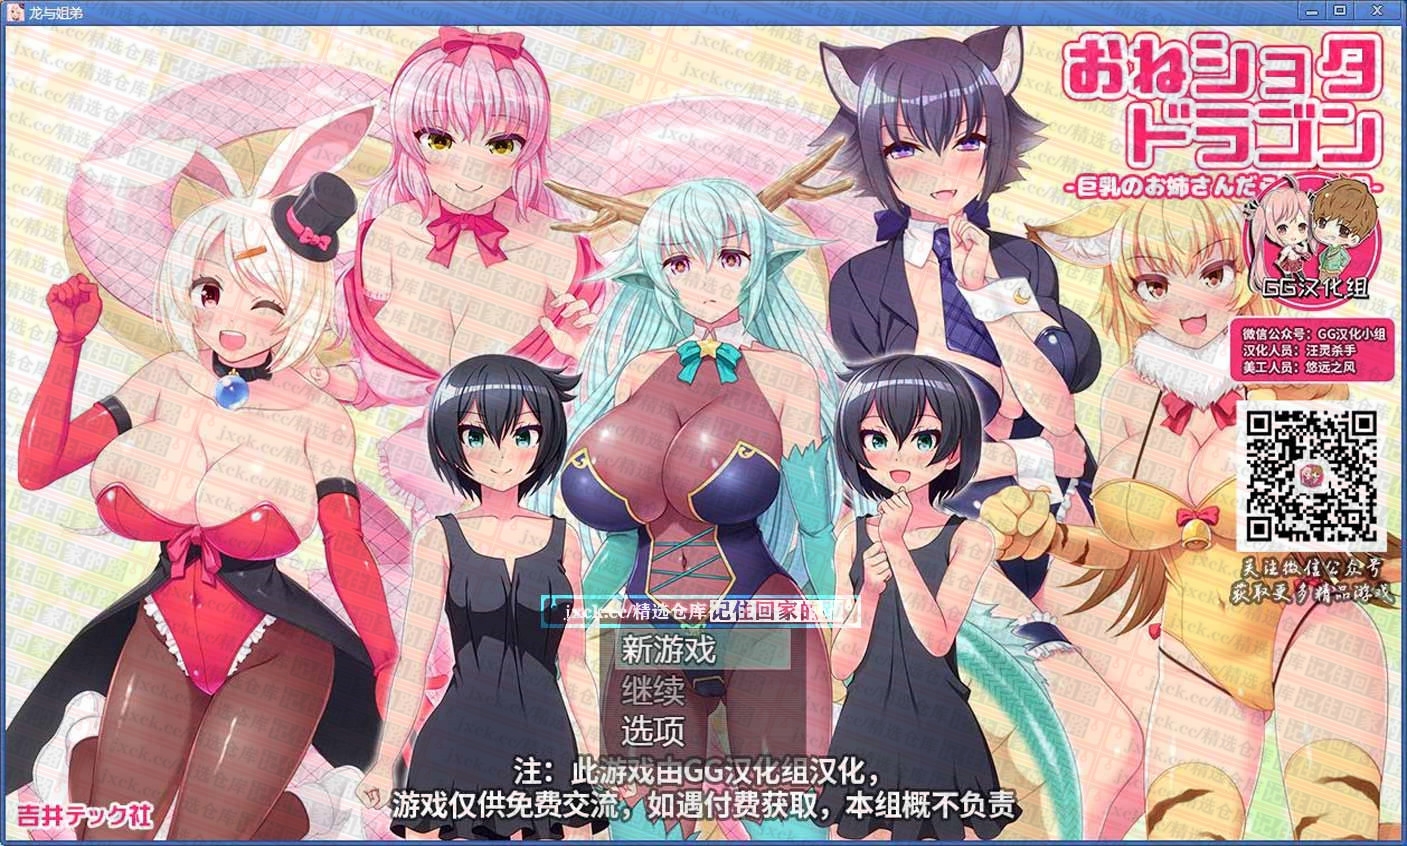 龙与姐弟
おねショタ
ドラゴン
-巨乳のお姉さんだ
GG汉化组
微信公众号：GG汉化小组
汉化人员：汪灵杀手
美工人员：悠远之风
关注微信公众号
获取更多精品游戏
jxck.cc/精选仓库记住回家的
新游戏
继续
选项
注：此游戏由GG汉化组汉化，
游戏仅供免费交流，如遇付费获取，本组概不负责
吉井テック社